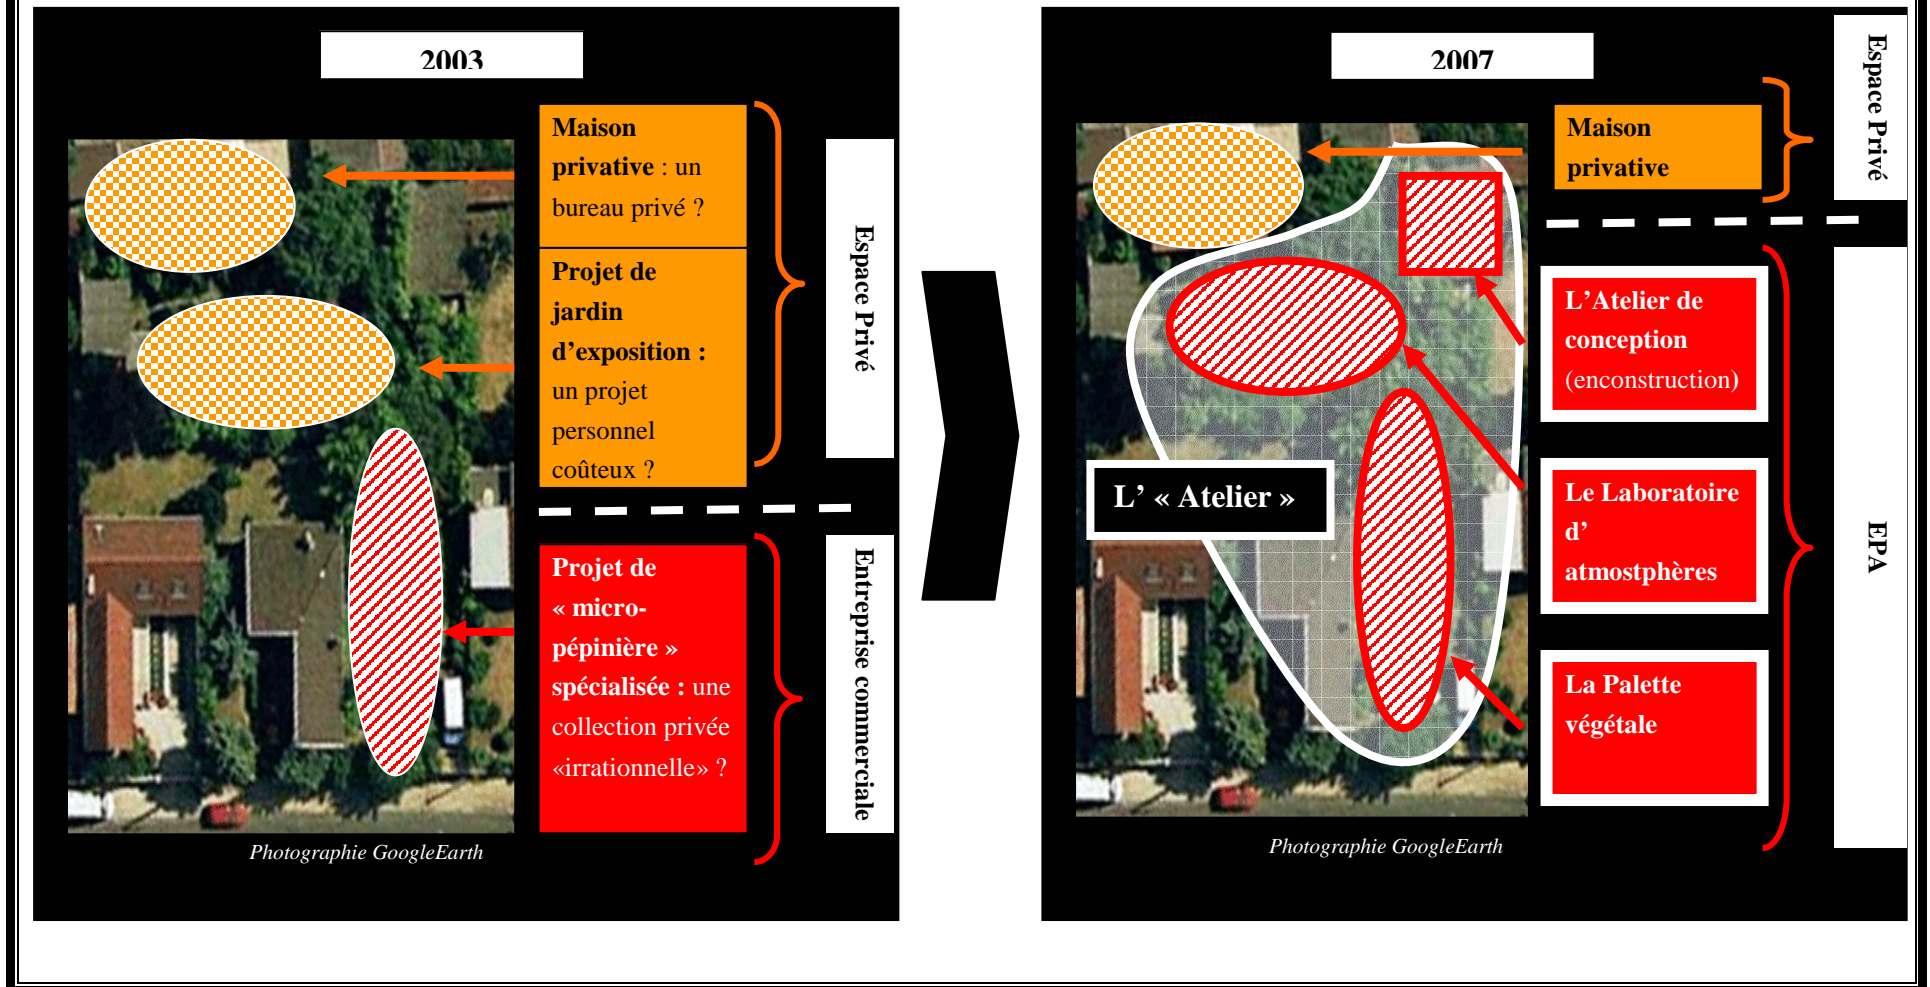 2003
Maison
privative : un
bureau privé ?
Projet de
jardin
d’exposition :
un projet
personnel
coûteux ?
Espace Privé
Projet de
« micro-
pépinière »
spécialisée : une
collection privée
«irrationnelle» ?
Entreprise commerciale
Photographie GoogleEarth
2007
Maison
privative
Espace Privé
L’Atelier de
conception
(enconstruction)
Le Laboratoire
d’
atmostphères
La Palette
végétale
EPA
L’ « Atelier »
Photographie GoogleEarth